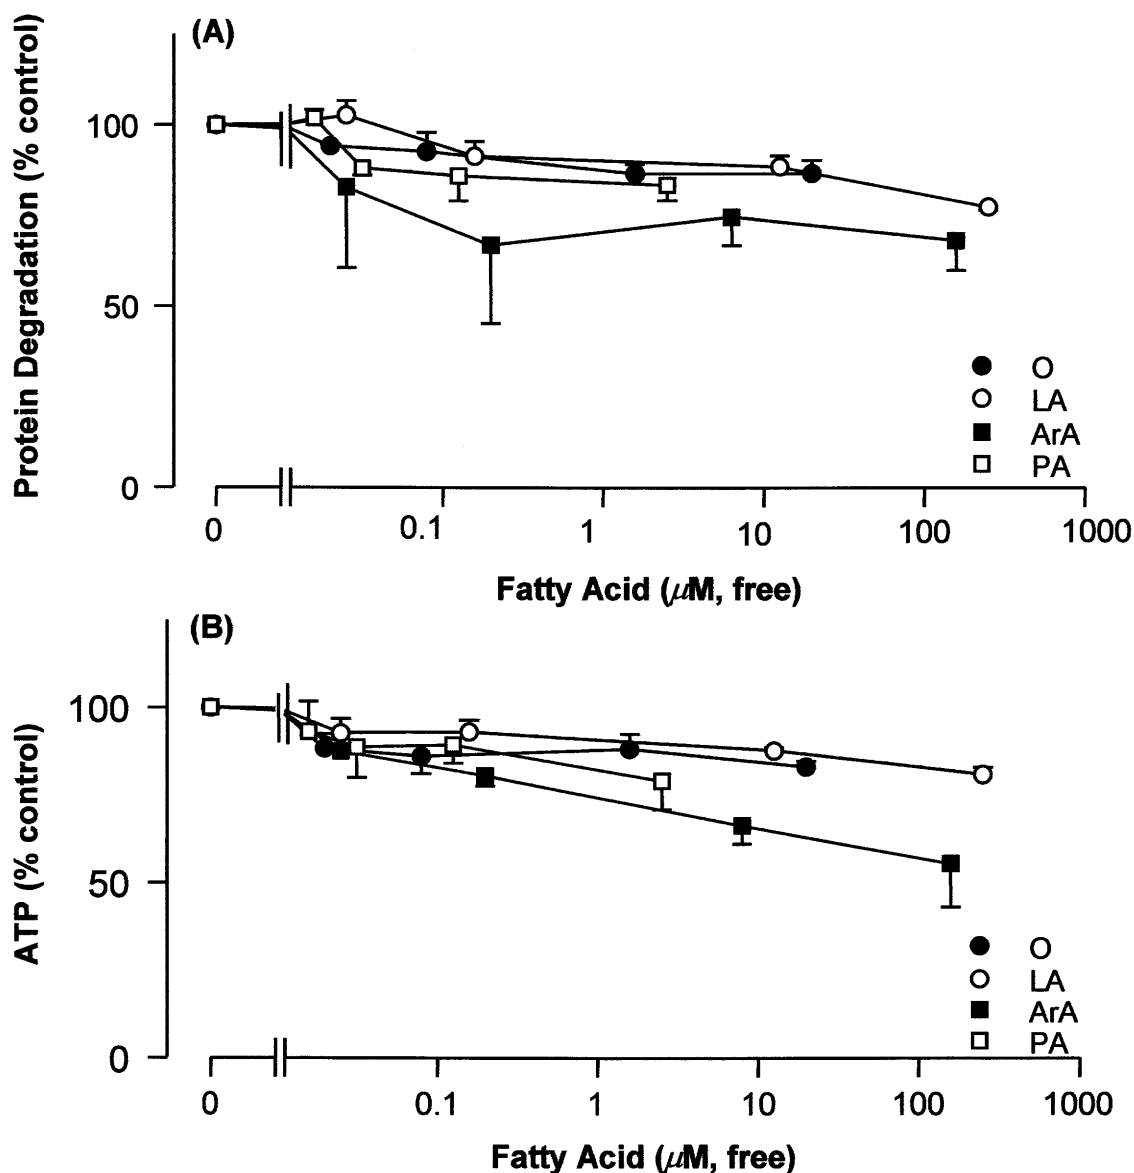 (A)
Protein Degradation (% control)
100
50
0
O
LA
ArA
PA
0 0.1 1 10 100 1000
Fatty Acid (μM, free)
(B)
ATP (% control)
100
50
0
O
LA
ArA
PA
0 0.1 1 10 100 1000
Fatty Acid (μM, free)